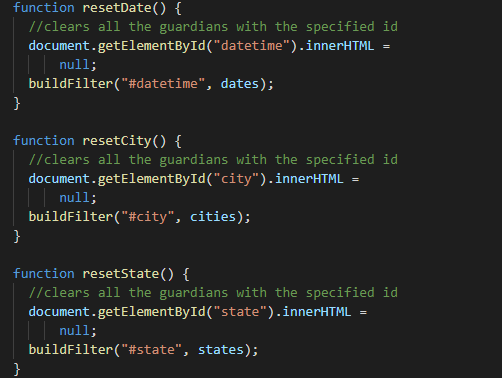 function resetDate() {
//clears all the guardians with the specified id
document.getElementById("datetime").innerHTML =
null;
buildFilter("#datetime", dates);
}
function resetCity() {
//clears all the guardians with the specified id
document.getElementById("city").innerHTML =
null;
buildFilter("#city", cities);
}
function resetState() {
//clears all the guardians with the specified id
document.getElementById("state").innerHTML =
null;
buildFilter("#state", states);
}